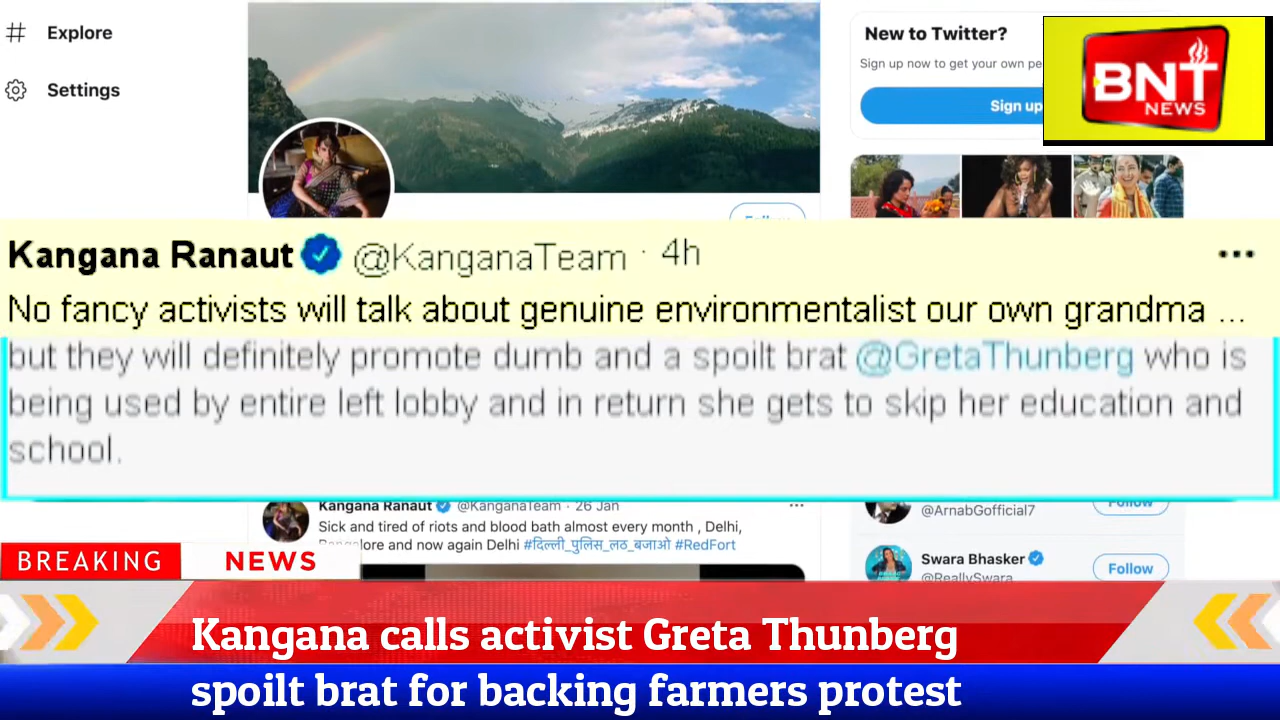 Explore
Settings
New to Twitter?
Sign up now to get your own pe
Sign up
BNT
NEWS
Kangana Ranaut @KanganaTeam · 4h
No fancy activists will talk about genuine environmentalist our own grandma ...
but they will definitely promote dumb and a spoilt brat @GretaThunberg who is
being used by entire left lobby and in return she gets to skip her education and
school.
Kangana Ranaut @KanganaTeam · 26 Jan
Sick and tired of riots and blood bath almost every month , Delhi,
Bangalore and now again Delhi #दिल्ली_पुलिस_लठ_बजाओ #RedFort
Follow
@ArnabGofficial7
Swara Bhasker
@ReallySwara
Follow
BREAKING NEWS
Kangana calls activist Greta Thunberg
spoilt brat for backing farmers protest